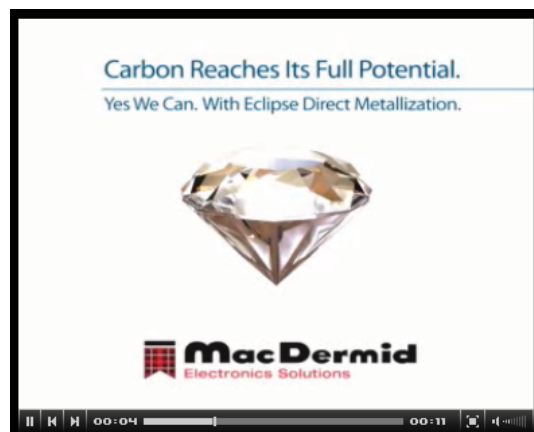 Carbon Reaches Its Full Potential.
Yes We Can. With Eclipse Direct Metallization.
MacDermid
Electronics Solutions
00:04 00:11